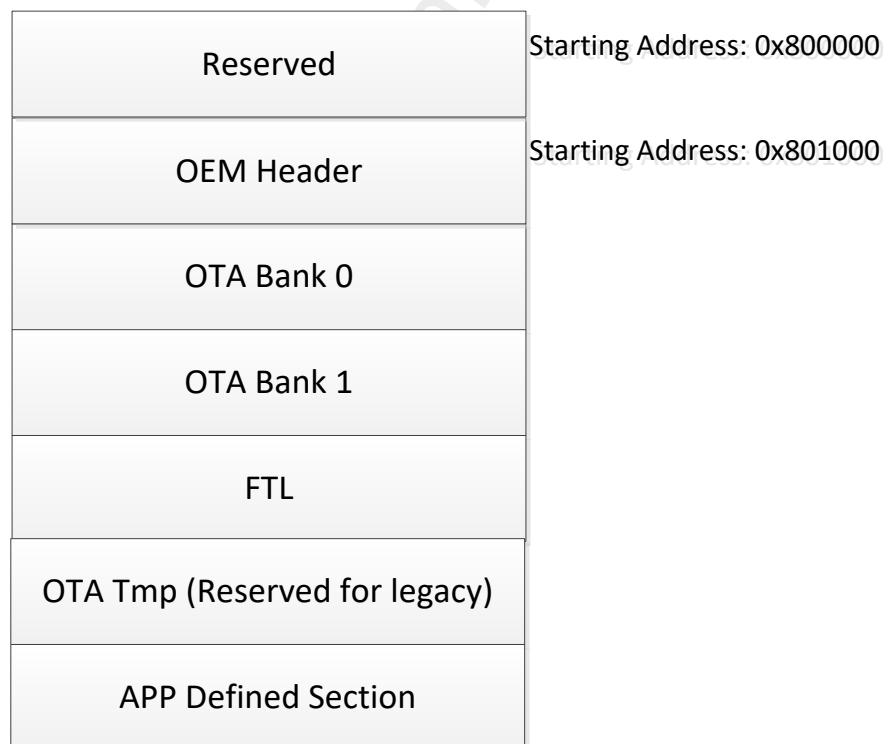 Reserved
Starting Address: 0x800000
OEM Header
Starting Address: 0x801000
OTA Bank 0
OTA Bank 1
FTL
OTA Tmp (Reserved for legacy)
APP Defined Section